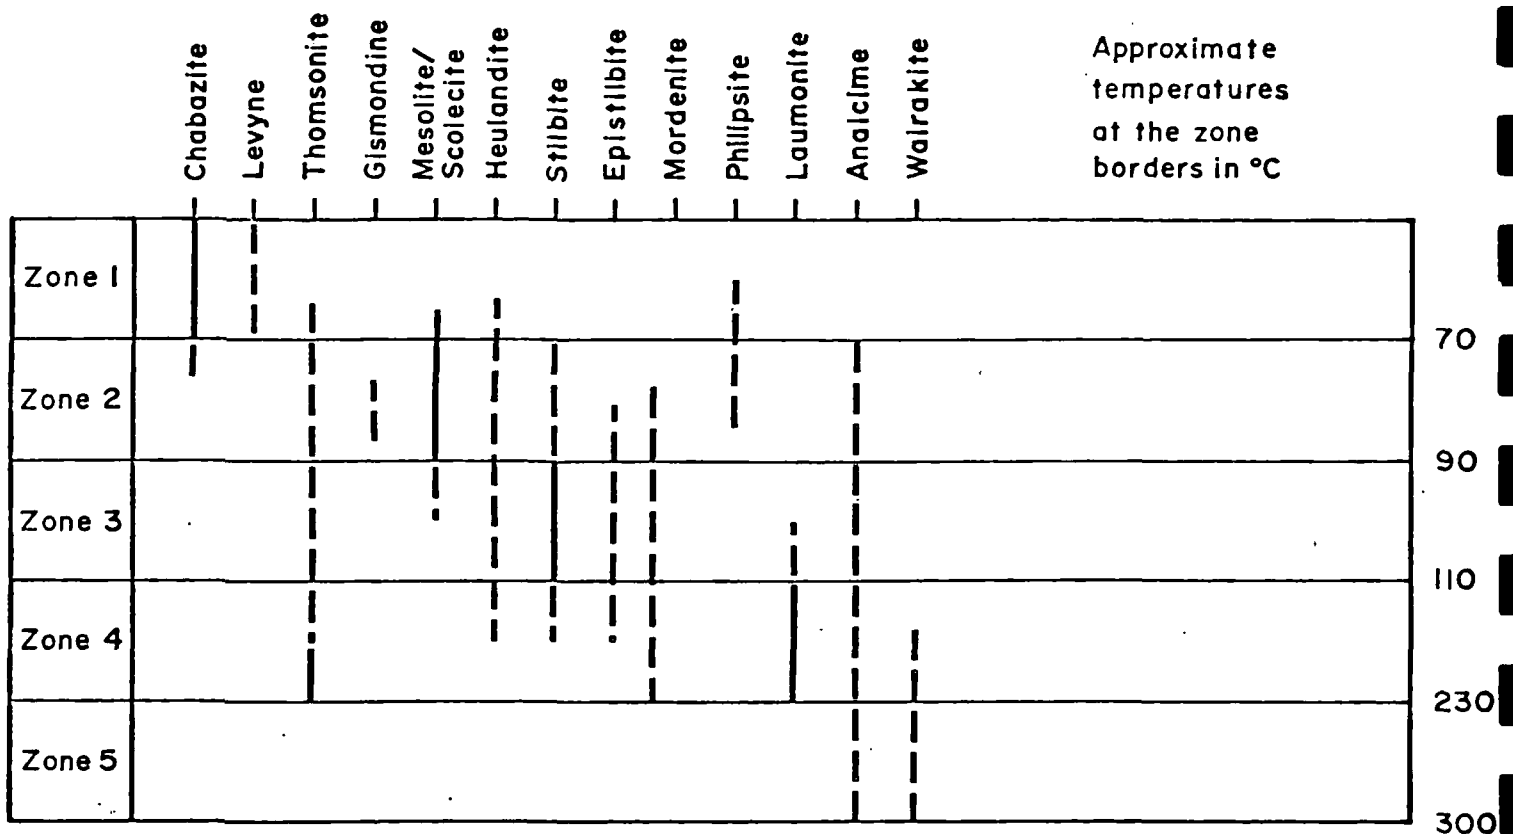 Chabazite
Levyne
Thomsonite
Gismondine
Mesolite/
Scolecite
Heulandite
Stilbite
Epistilbite
Mordenite
Philipsite
Laumonite
Analcime
Wairakite
Approximate
temperatures
at the zone
borders in °C
Zone 1
70
Zone 2
90
Zone 3
110
Zone 4
230
Zone 5
300